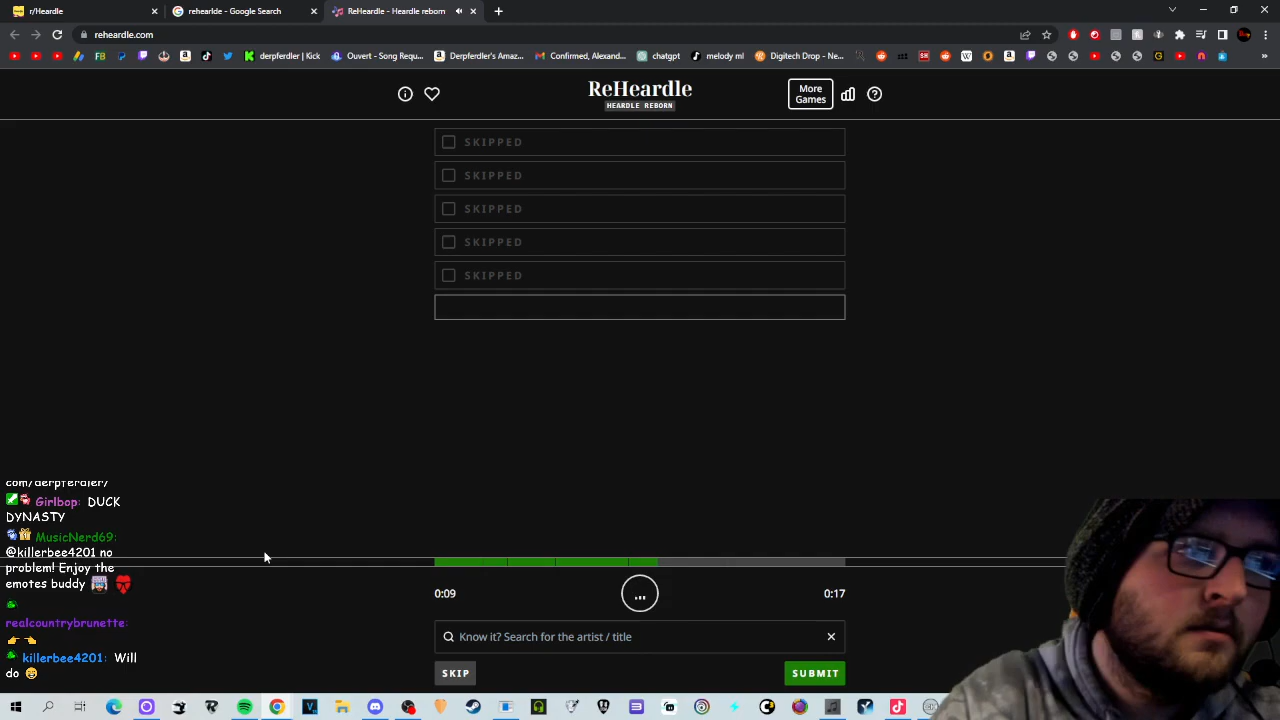 r/Heardle
rehearlde - Google Search
ReHeardle - Heardle reborn
reheardle.com
derpferdler | Kick
Ouvert - Song Requ...
Derpferdler's Amaz...
Confirmed, Alexand...
chatgpt
melody ml
Digitech Drop - Ne...
ReHeardle
HEARDLE REBORN
More
Games
SKIPPED
SKIPPED
SKIPPED
SKIPPED
SKIPPED
com/derpferdler/
Girlbop: DUCK
DYNASTY
MusicNerd69:
@killerbee4201 no
problem! Enjoy the
emotes buddy
realcountrybrunette:
killerbee4201: Will
do
0:09
...
0:17
Know it? Search for the artist / title
SKIP
SUBMIT